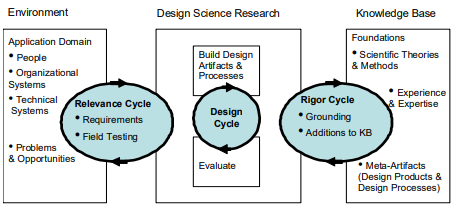 Environment
Design Science Research
Knowledge Base
Application Domain
• People
• Organizational
Systems
• Technical
Systems
• Problems
& Opportunities
Relevance Cycle
• Requirements
• Field Testing
Build Design
Artifacts &
Processes
Design
Cycle
Evaluate
Rigor Cycle
• Grounding
• Additions to KB
Foundations
• Scientific Theories
& Methods
• Experience
& Expertise
• Meta-Artifacts
(Design Products &
Design Processes)